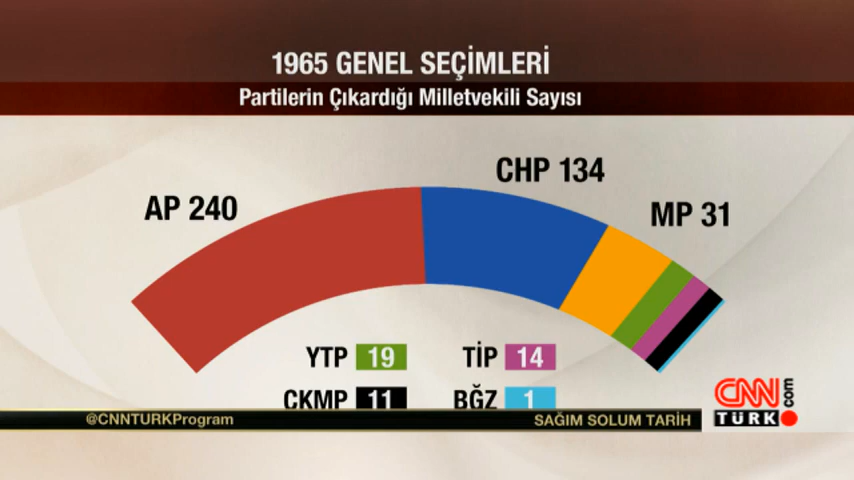 1965 GENEL SEÇİMLERİ
Partilerin Çıkardığı Milletvekili Sayısı
CHP 134
AP 240
MP 31
YTP 19 TİP 14
CKMP 11 BĞZ 1
@CNNTURKProgram SAĞIM SOLUM TARİH
CNN TÜRK .com